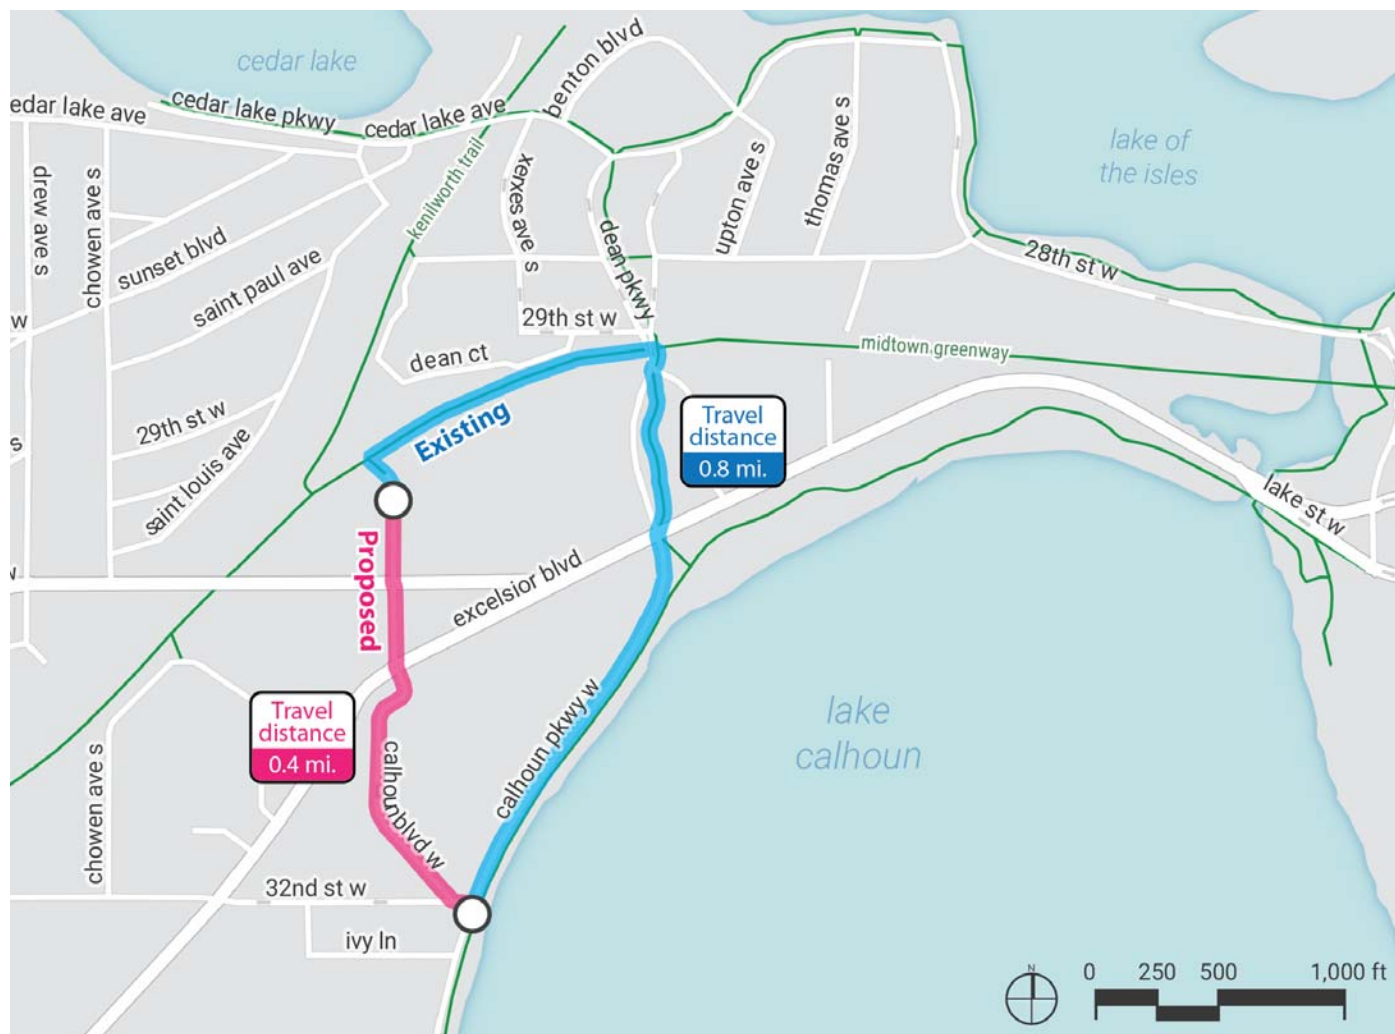 cedar lake
benton blvd
edar lake ave
cedar lake pkwy
cedar lake ave
kenilworth trail
lake of
the isles
drew ave s
chowen ave s
xerxes ave s
upton ave s
thomas ave s
sunset blvd
saint paul ave
dean pkwy
28th st w
w
29th st w
dean ct
midtown greenway
29th st w
s
saint louis ave
Existing
Travel
distance
0.8 mi.
lake st w
w
Proposed
excelsior blvd
Travel
distance
0.4 mi.
calhoun pkwy w
lake
calhoun
chowen ave s
calhounblvd w
32nd st w
ivy ln
N
0 250 500 1,000 ft